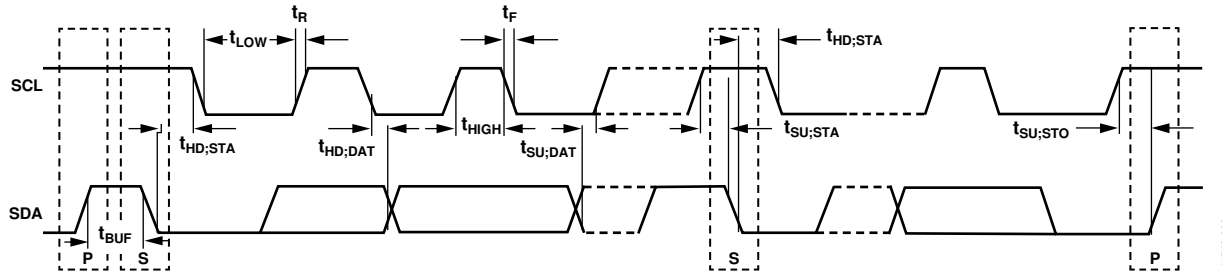 tR
tF
tLOW
tHD;STA
SCL
tHD;STA
tHD;DAT
tHIGH
tSU;DAT
tSU;STA
tSU;STO
SDA
tBUF
P
S
S
P